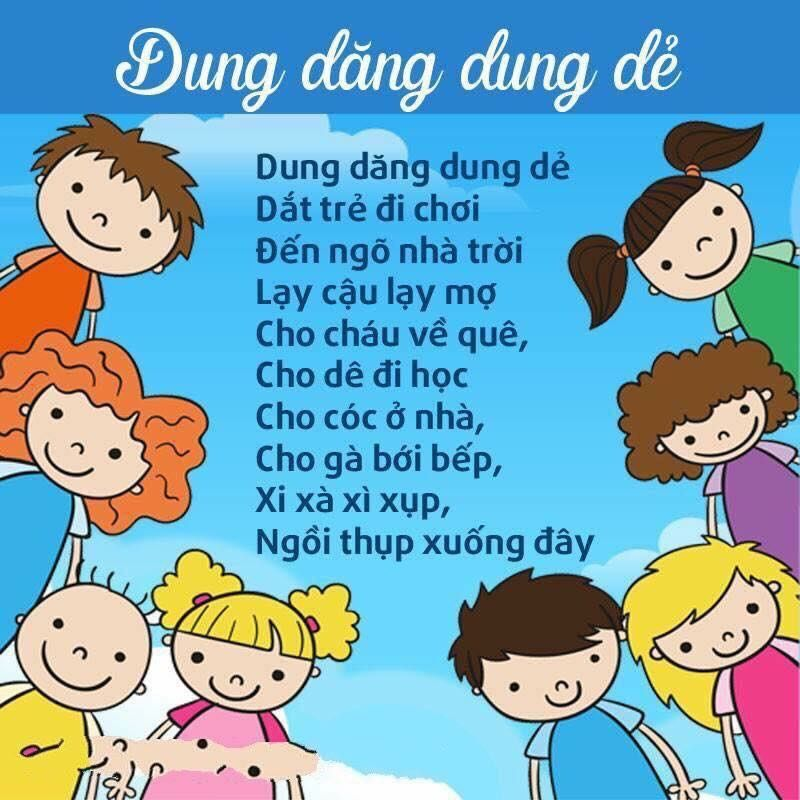 Dung dăng dung dẻ
Dung dăng dung dẻ
Dắt trẻ đi chơi
Đến ngõ nhà trời
Lạy cậu lạy mợ
Cho cháu về quê,
Cho dê đi học
Cho cóc ở nhà,
Cho gà bới bếp,
Xi xà xì xụp,
Ngồi thụp xuống đây